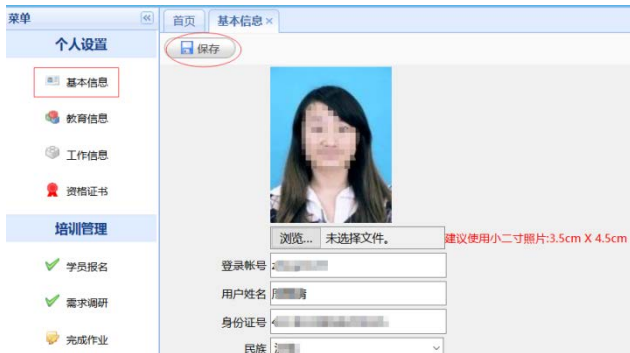 菜单
首页 基本信息×
个人设置
保存
基本信息
教育信息
工作信息
资格证书
培训管理
学员报名
需求调研
完成作业
浏览... 未选择文件。 建议使用小二寸照片:3.5cm X 4.5cm
登录帐号
用户姓名
身份证号
民族